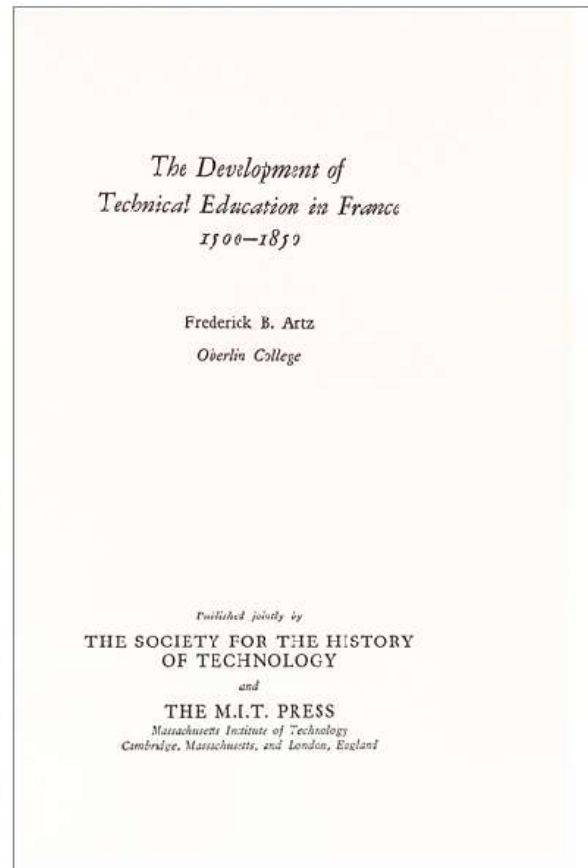 The Development of
Technical Education in France
1500—1850
Frederick B. Artz
Oberlin College
Published jointly by
THE SOCIETY FOR THE HISTORY
OF TECHNOLOGY
and
THE M.I.T. PRESS
Massachusetts Institute of Technology
Cambridge, Massachusetts, and London, England